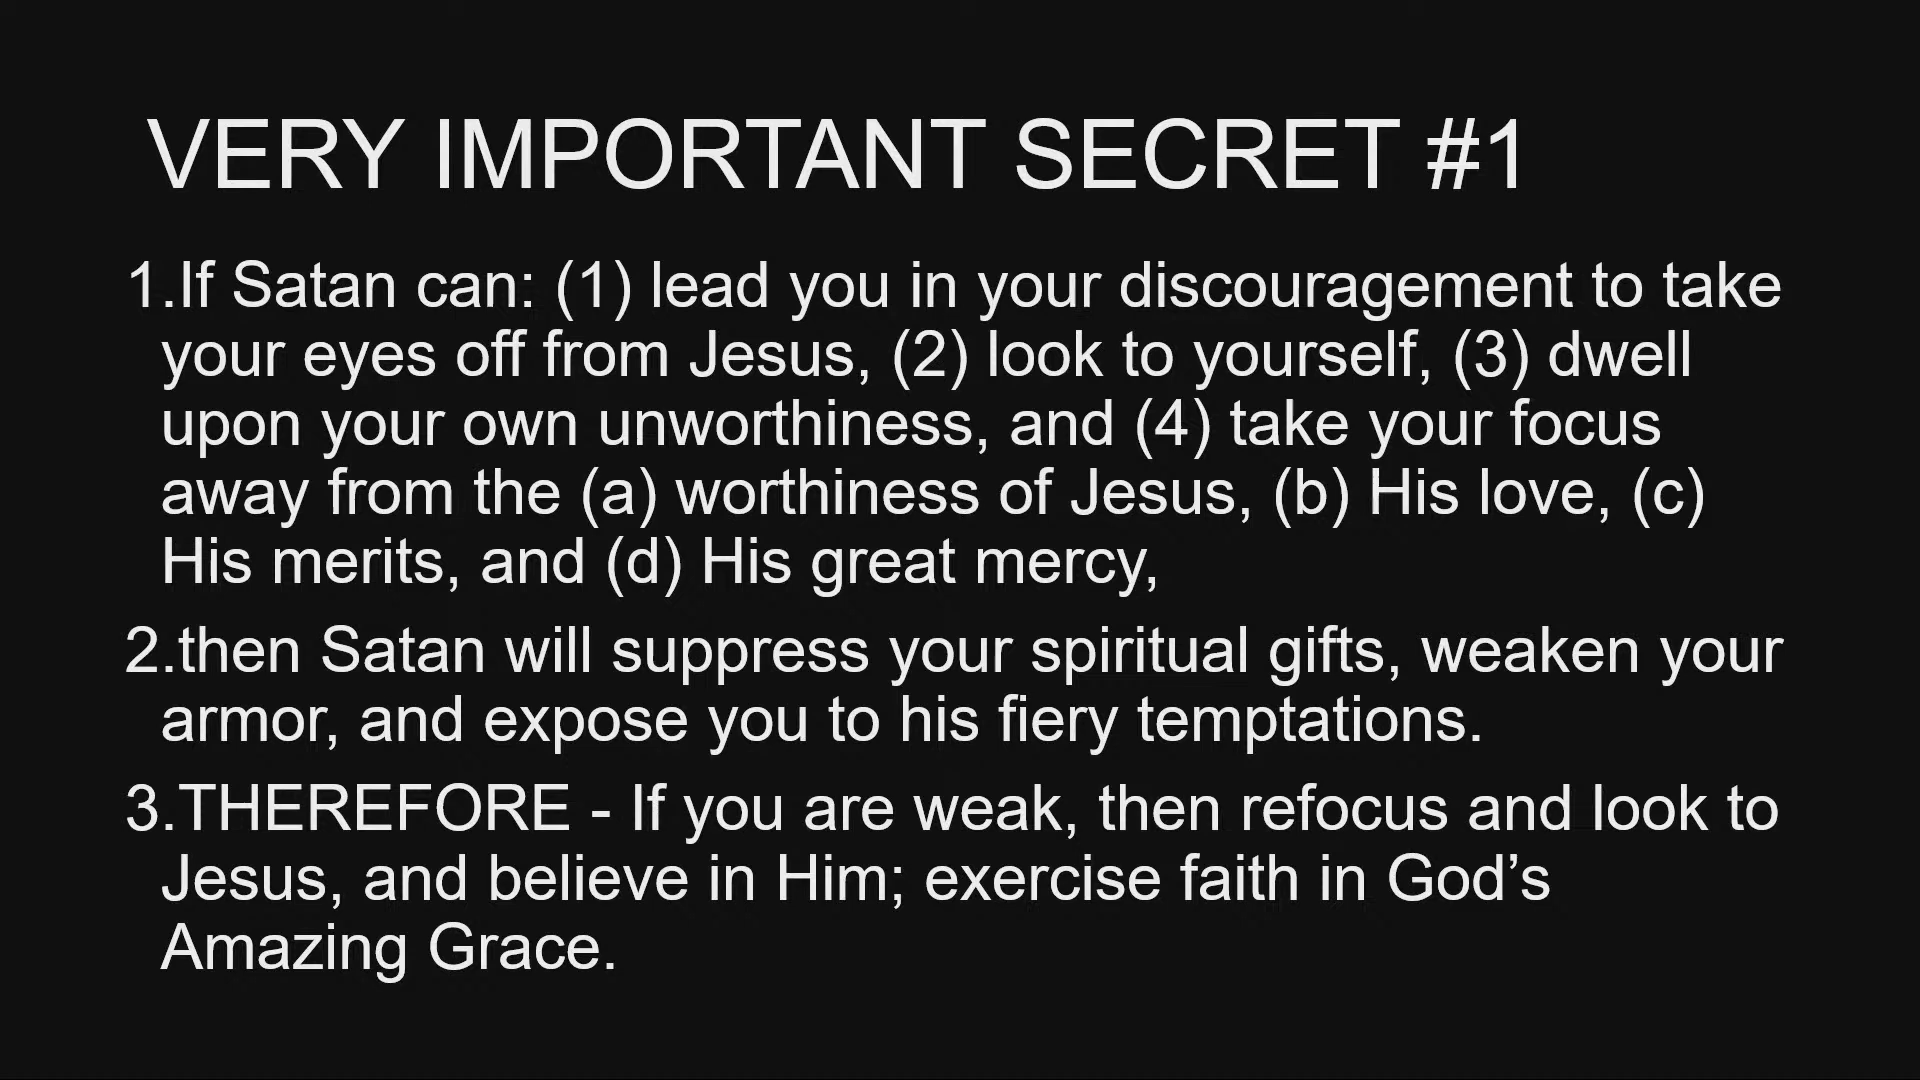 VERY IMPORTANT SECRET #1
1.If Satan can: (1) lead you in your discouragement to take
your eyes off from Jesus, (2) look to yourself, (3) dwell
upon your own unworthiness, and (4) take your focus
away from the (a) worthiness of Jesus, (b) His love, (c)
His merits, and (d) His great mercy,
2.then Satan will suppress your spiritual gifts, weaken your
armor, and expose you to his fiery temptations.
3.THEREFORE - If you are weak, then refocus and look to
Jesus, and believe in Him; exercise faith in God’s
Amazing Grace.